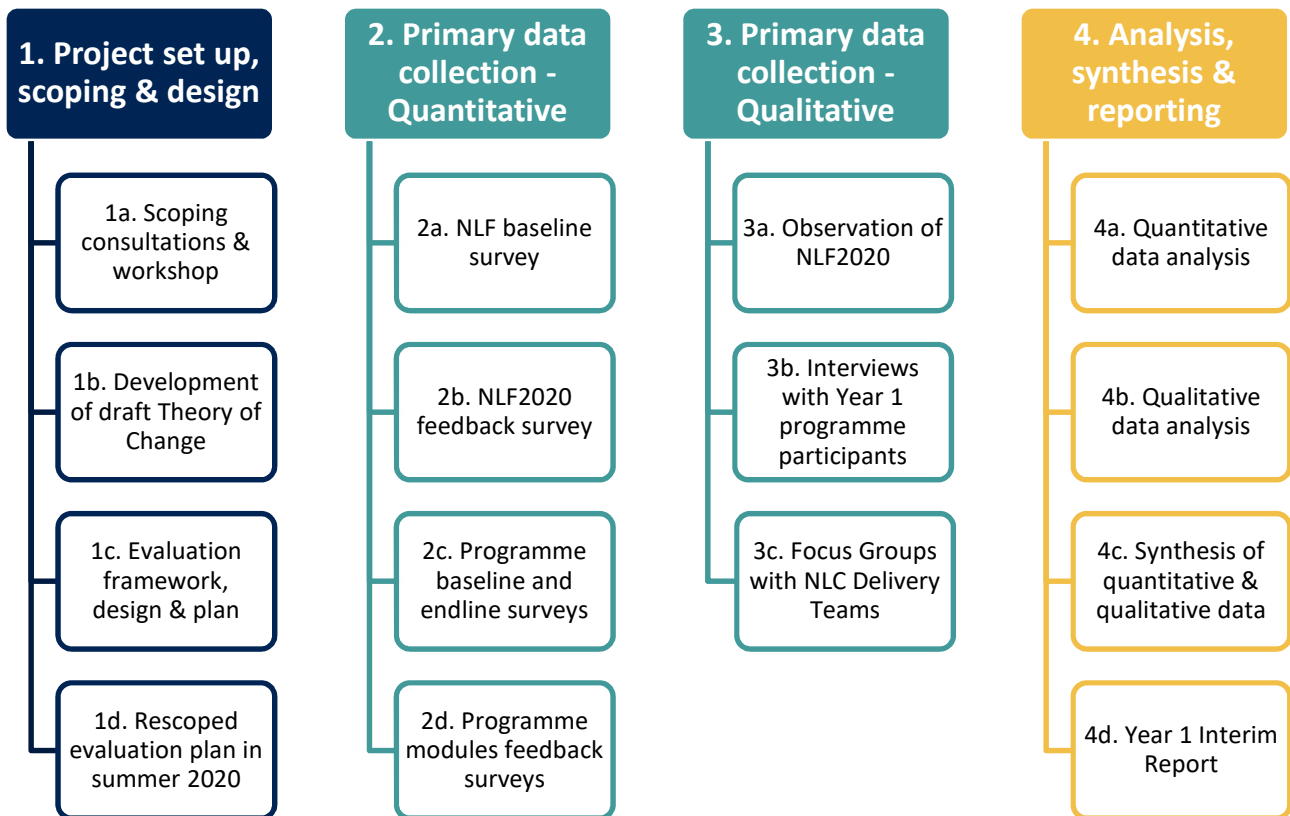 1. Project set up,
scoping & design
1a. Scoping
consultations &
workshop
1b. Development
of draft Theory of
Change
1c. Evaluation
framework,
design & plan
1d. Rescoped
evaluation plan in
summer 2020
2. Primary data
collection -
Quantitative
2a. NLF baseline
survey
2b. NLF2020
feedback survey
2c. Programme
baseline and
endline surveys
2d. Programme
modules feedback
surveys
3. Primary data
collection -
Qualitative
3a. Observation of
NLF2020
3b. Interviews
with Year 1
programme
participants
3c. Focus Groups
with NLC Delivery
Teams
4. Analysis,
synthesis &
reporting
4a. Quantitative
data analysis
4b. Qualitative
data analysis
4c. Synthesis of
quantitative &
qualitative data
4d. Year 1 Interim
Report